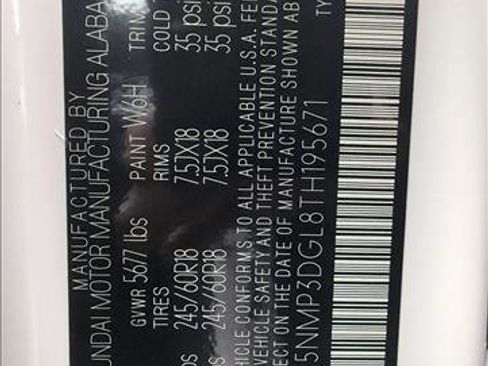 MANUFACTURED BY
UNDAI MOTOR MANUFACTURING ALABA
GVWR 5677 lbs PAINT W6H TRIM
TIRES RIMS COLD
245/60R18 7.5JX18 35 psi
245/60R18 7.5JX18 35 psi
HICLE CONFORMS TO ALL APPLICABLE U.S.A. FE
VEHICLE SAFETY AND THEFT PREVENTION STANDA
ECT ON THE DATE OF MANUFACTURE SHOWN AB
5NMP3DGL8TH195671 TY